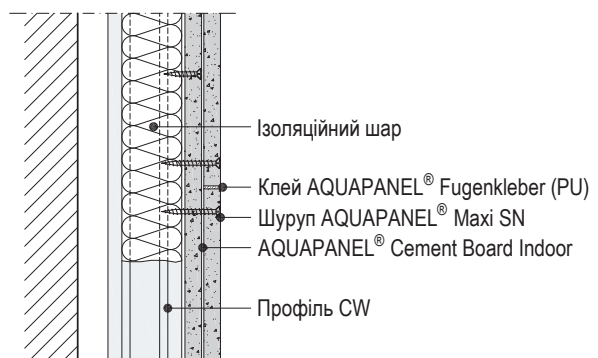 Ізоляційний шар
Клей AQUAPANEL® Fugenkleber (PU)
Шуруп AQUAPANEL® Maxi SN
AQUAPANEL® Cement Board Indoor
Профіль CW